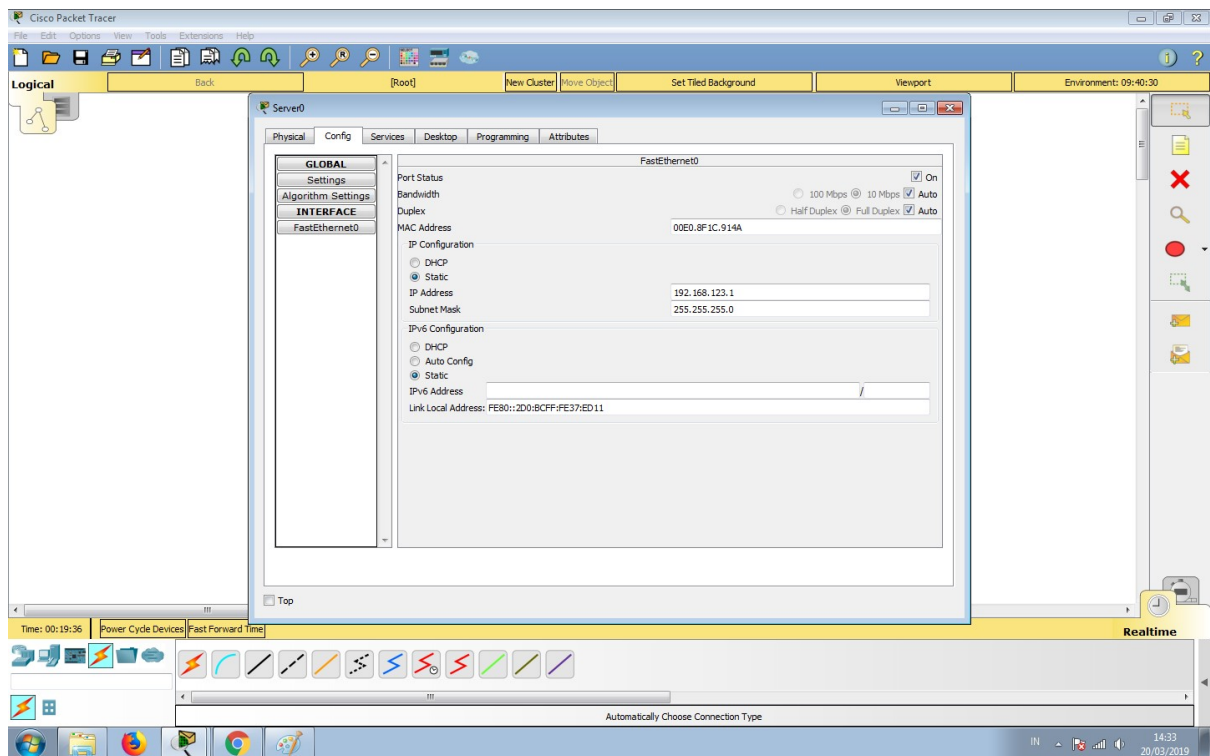 Cisco Packet Tracer
File Edit Options View Tools Extensions Help
Logical Back [Root] New Cluster Move Object Set Tiled Background Viewport Environment: 09:40:30
Server0
Physical Config Services Desktop Programming Attributes
GLOBAL
Settings
Algorithm Settings
INTERFACE
FastEthernet0
FastEthernet0
Port Status On
Bandwidth 100 Mbps 10 Mbps Auto
Duplex Half Duplex Full Duplex Auto
MAC Address 00E0.8F1C.914A
IP Configuration
DHCP
Static
IP Address 192.168.123.1
Subnet Mask 255.255.255.0
IPv6 Configuration
DHCP
Auto Config
Static
IPv6 Address /
Link Local Address: FE80::2D0:BCFF:FE37:ED11
Top
Time: 00:19:36 Power Cycle Devices Fast Forward Time Realtime
Automatically Choose Connection Type
IN 14:33
20/03/2019